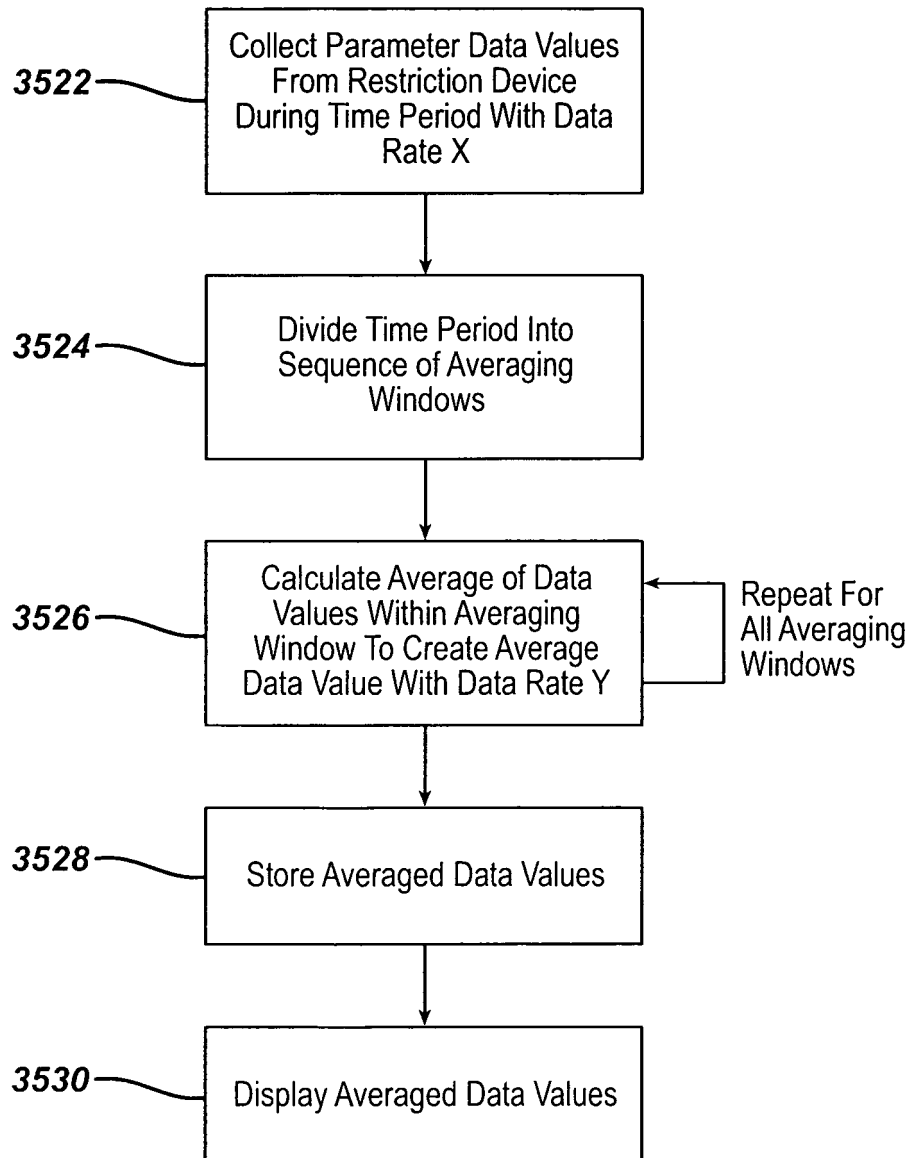 3522
Collect Parameter Data Values
From Restriction Device
During Time Period With Data
Rate X
3524
Divide Time Period Into
Sequence of Averaging
Windows
3526
Calculate Average of Data
Values Within Averaging
Window To Create Average
Data Value With Data Rate Y
Repeat For
All Averaging
Windows
3528
Store Averaged Data Values
3530
Display Averaged Data Values